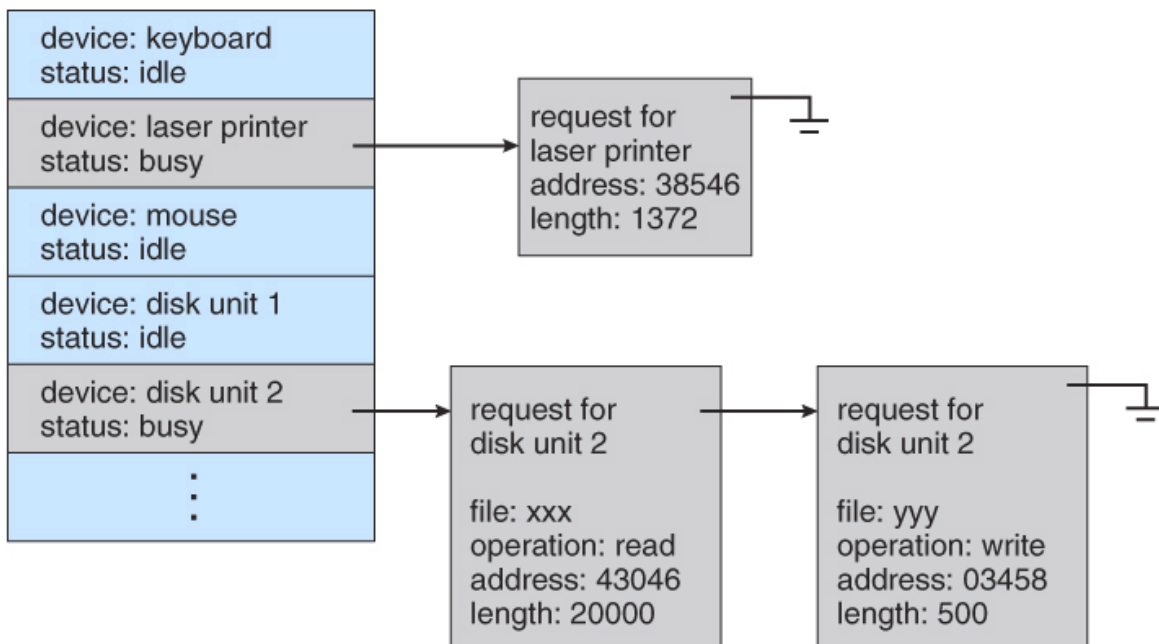 device: keyboard
status: idle
device: laser printer
status: busy
device: mouse
status: idle
device: disk unit 1
status: idle
device: disk unit 2
status: busy
request for
laser printer
address: 38546
length: 1372
request for
disk unit 2
file: xxx
operation: read
address: 43046
length: 20000
request for
disk unit 2
file: yyy
operation: write
address: 03458
length: 500